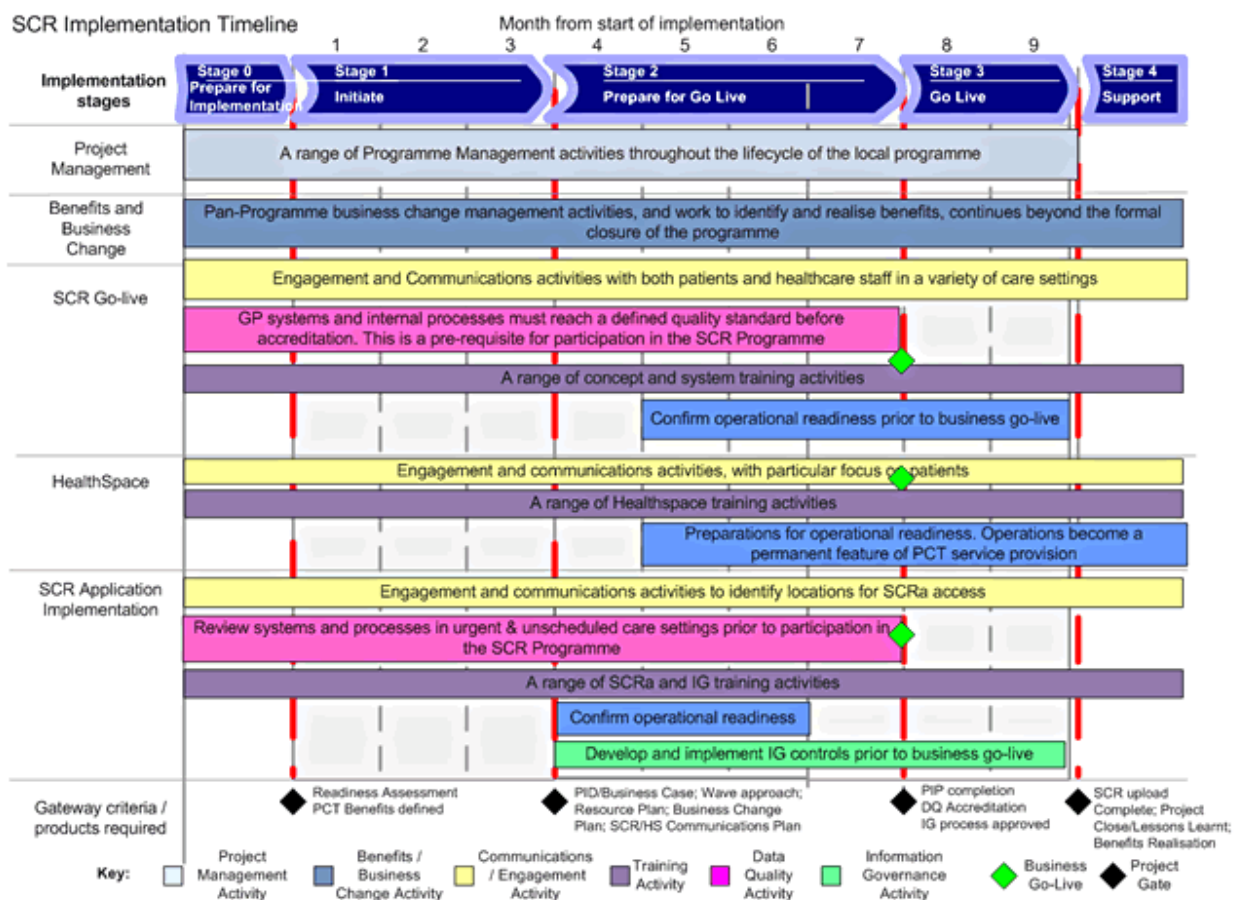 SCR Implementation Timeline
Month from start of implementation
1 2 3 4 5 6 7 8 9
Implementation
stages
Stage 0
Prepare for
Implementation
Stage 1
Initiate
Stage 2
Prepare for Go Live
Stage 3
Go Live
Stage 4
Support
Project
Management
A range of Programme Management activities throughout the lifecycle of the local programme
Benefits and
Business
Change
Pan-Programme business change management activities, and work to identify and realise benefits, continues beyond the formal
closure of the programme
SCR Go-live
Engagement and Communications activities with both patients and healthcare staff in a variety of care settings
GP systems and internal processes must reach a defined quality standard before
accreditation. This is a pre-requisite for participation in the SCR Programme
A range of concept and system training activities
Confirm operational readiness prior to business go-live
HealthSpace
Engagement and communications activities, with particular focus on patients
A range of Healthspace training activities
Preparations for operational readiness. Operations become a
permanent feature of PCT service provision
SCR Application
Implementation
Engagement and communications activities to identify locations for SCRa access
Review systems and processes in urgent & unscheduled care settings prior to participation in
the SCR Programme
A range of SCRa and IG training activities
Confirm operational readiness
Develop and implement IG controls prior to business go-live
Gateway criteria /
products required
Readiness Assessment
PCT Benefits defined
PID/Business Case; Wave approach;
Resource Plan; Business Change
Plan; SCR/HS Communications Plan
PIP completion
DQ Accreditation
IG process approved
SCR upload
Complete; Project
Close/Lessons Learnt;
Benefits Realisation
Key:
Project
Management
Activity
Benefits /
Business
Change Activity
Communications
/ Engagement
Activity
Training
Activity
Data
Quality
Activity
Information
Governance
Activity
Business
Go-Live
Project
Gate